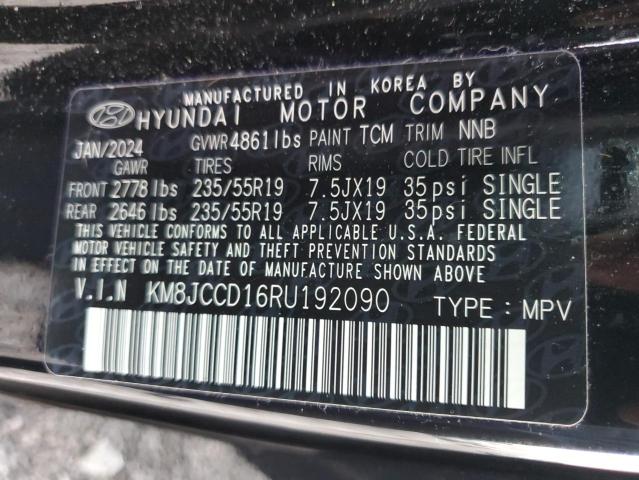 MANUFACTURED IN KOREA BY
HYUNDAI MOTOR COMPANY
JAN/2024 GVWR 4861lbs PAINT TCM TRIM NNB
GAWR TIRES RIMS COLD TIRE INFL
FRONT 2778 lbs 235/55R19 7.5JX19 35psi SINGLE
REAR 2646 lbs 235/55R19 7.5JX19 35psi SINGLE
THIS VEHICLE CONFORMS TO ALL APPLICABLE U.S.A. FEDERAL
MOTOR VEHICLE SAFETY AND THEFT PREVENTION STANDARDS
IN EFFECT ON THE DATE OF MANUFACTURE SHOWN ABOVE.
V.I.N KM8JCCD16RU192090 TYPE : MPV